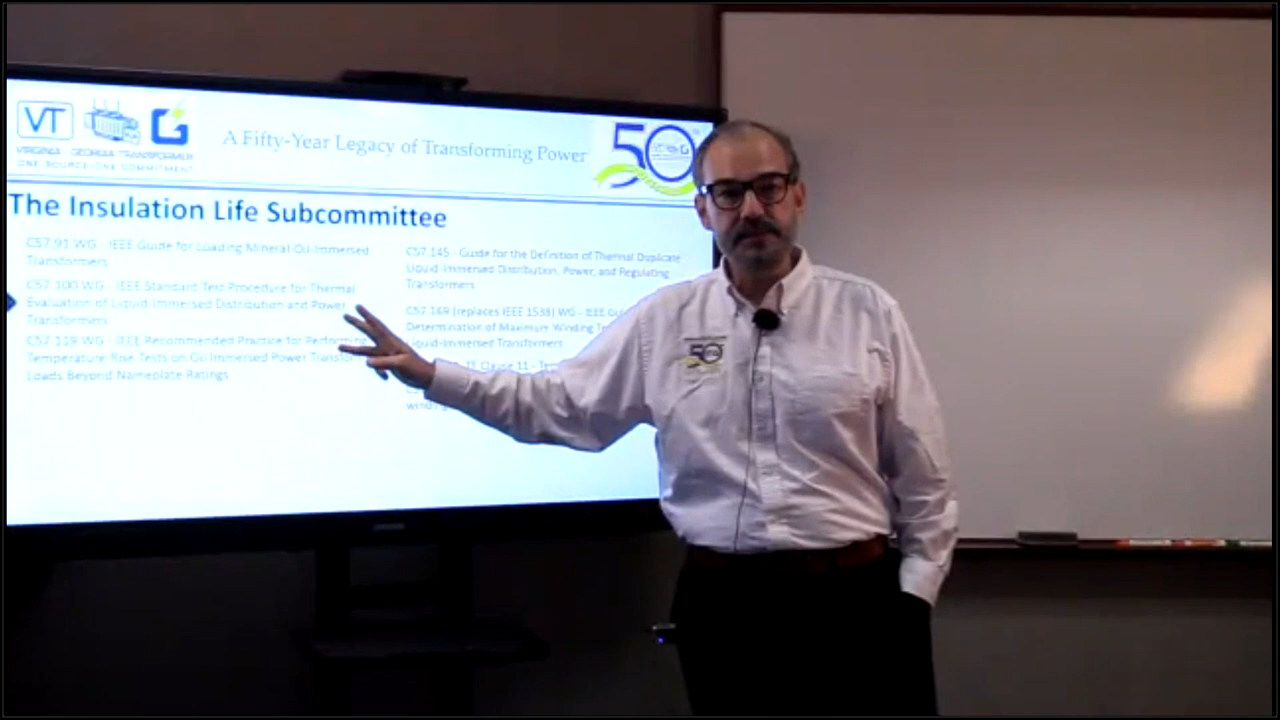 VT
VIRGINIA - GEORGIA TRANSFORMER
ONE SOURCE • ONE COMMITMENT
A Fifty-Year Legacy of Transforming Power
50
The Insulation Life Subcommittee
C57.91 WG - IEEE Guide for Loading Mineral-Oil-Immersed
Transformers
C57.100 WG - IEEE Standard Test Procedure for Thermal
Evaluation of Liquid-Immersed Distribution and Power
Transformers
C57.119 WG - IEEE Recommended Practice for Performing
Temperature Rise Tests on Oil Immersed Power
Loads Beyond Nameplate Ratings
C57.145 - Guide for the Definition of Thermal Duplicate
Liquid-Immersed Distribution, Power, and Regulating
Transformers
C57.169 (replaces IEEE 1538) WG - IEEE
Determination of Maximum Winding
Liquid-Immersed Transformers
Clause 11 -
50